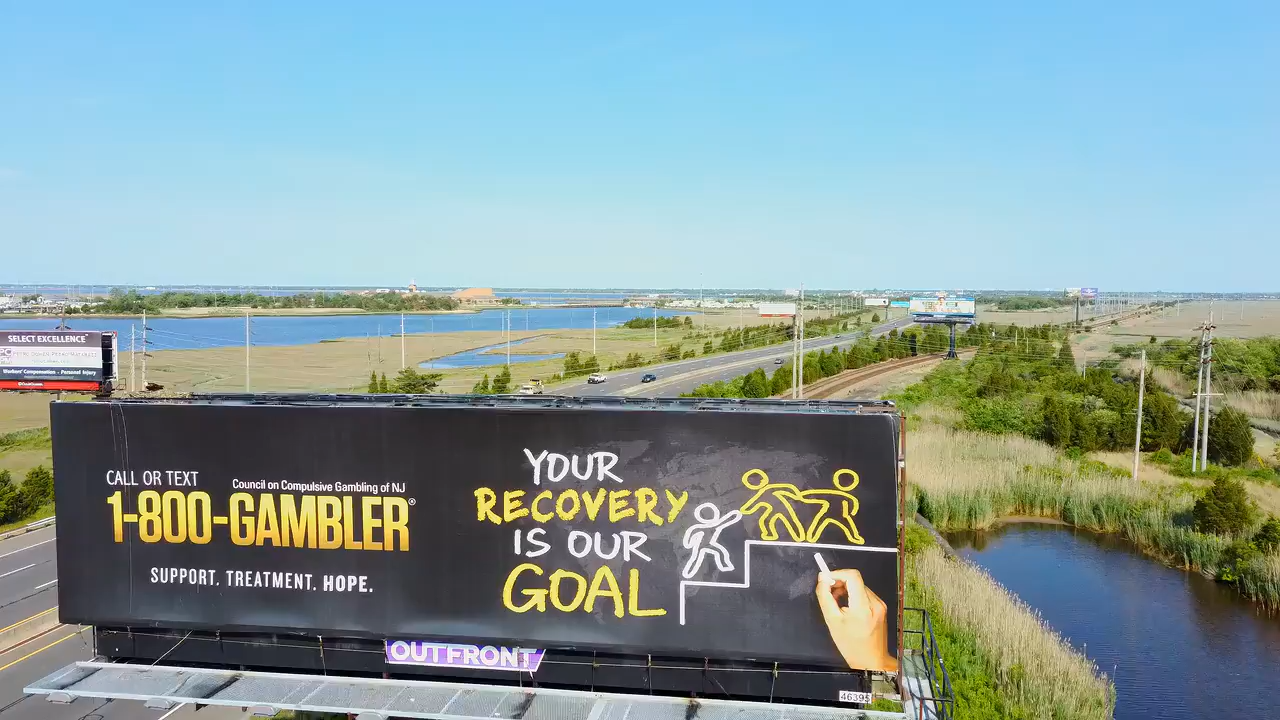 SELECT EXCELLENCE
Workers' Compensation - Personal Injury
CALL OR TEXT
Council on Compulsive Gambling of NJ
1-800-GAMBLER®
SUPPORT. TREATMENT. HOPE.
YOUR
RECOVERY
IS OUR
GOAL
OUTFRONT
46395